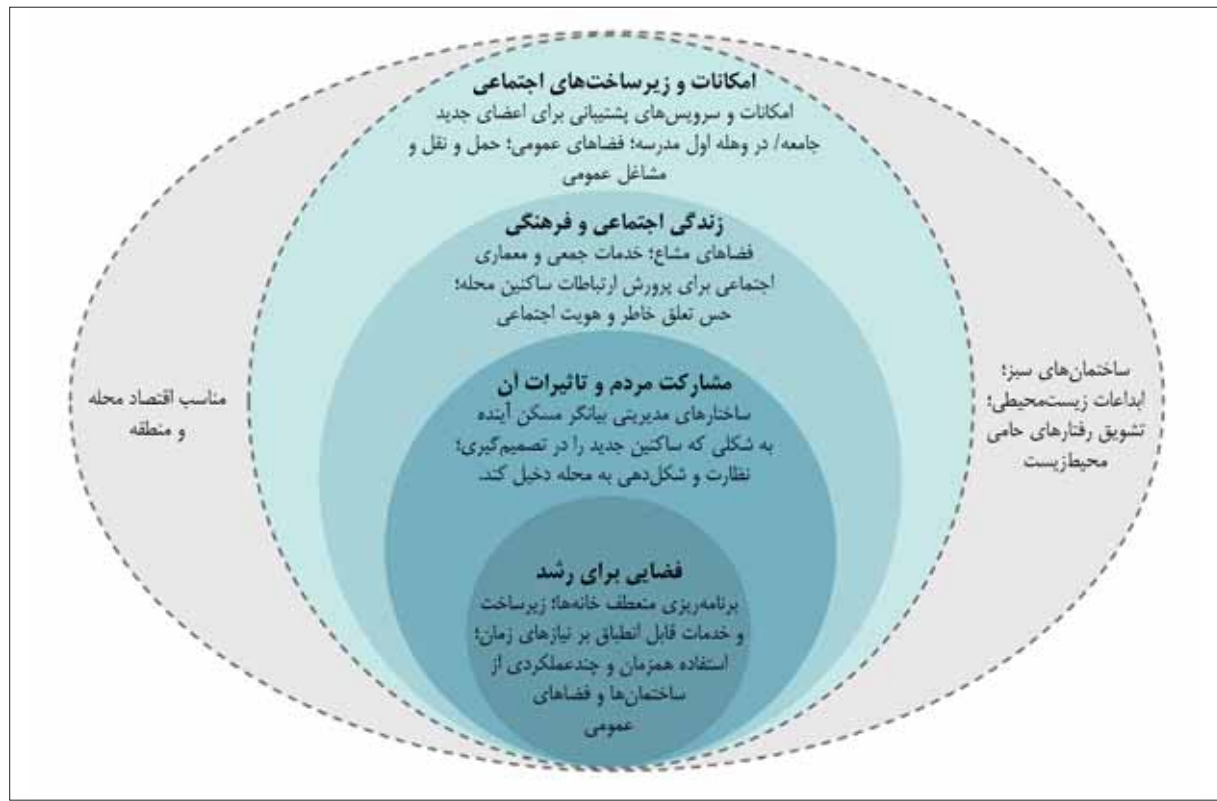 امکانات و زیرساخت‌های اجتماعی
امکانات و سرویس‌های پشتیبانی برای اعضای جدید
جامعه/ در وهله اول مدرسه؛ فضاهای عمومی؛ حمل و نقل و
مشاغل عمومی
زندگی اجتماعی و فرهنگی
فضاهای مشاع؛ خدمات جمعی و معماری
اجتماعی برای پرورش ارتباطات ساکنین محله؛
حس تعلق خاطر و هویت اجتماعی
مشارکت مردم و تاثیرات آن
ساختارهای مدیریتی بیانگر مسکن آینده
به شکلی که ساکنین جدید را در تصمیم‌گیری؛
نظارت و شکل‌دهی به محله دخیل کند.
فضایی برای رشد
برنامه‌ریزی منعطف خانه‌ها؛ زیرساخت
و خدمات قابل انطباق بر نیازهای زمان؛
استفاده همزمان و چندعملکردی از
ساختمان‌ها و فضاهای
عمومی
ساختمان‌های سبز؛
ابداعات زیست‌محیطی؛
تشویق رفتارهای حامی
محیط‌زیست
مناسب اقتصاد محله
و منطقه